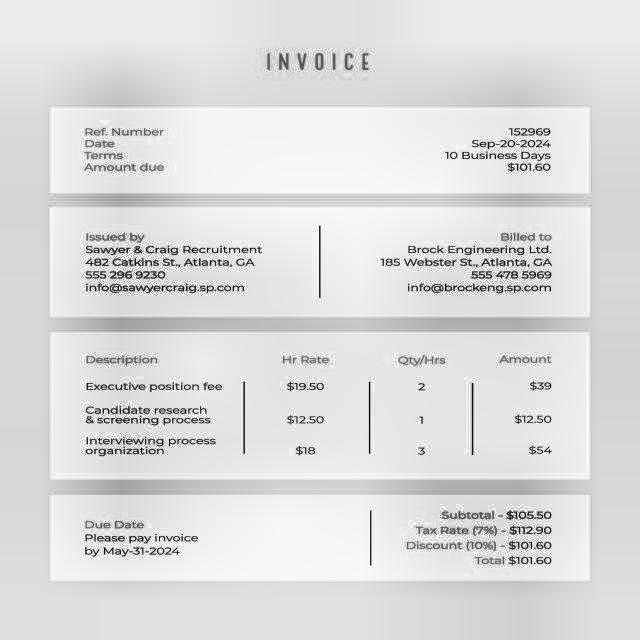 INVOICE
Ref. Number 152969
Date Sep-20-2024
Terms 10 Business Days
Amount due $101.60
Issued by
Sawyer & Craig Recruitment
482 Catkins St., Atlanta, GA
555 296 9230
info@sawyercraig.sp.com
Billed to
Brock Engineering Ltd.
185 Webster St., Atlanta, GA
555 478 5969
info@brockeng.sp.com
Description Hr Rate Qty/Hrs Amount
Executive position fee $19.50 2 $39
Candidate research
& screening process $12.50 1 $12.50
Interviewing process
organization $18 3 $54
Due Date
Please pay invoice
by May-31-2024
Subtotal - $105.50
Tax Rate (7%) - $112.90
Discount (10%) - $101.60
Total $101.60